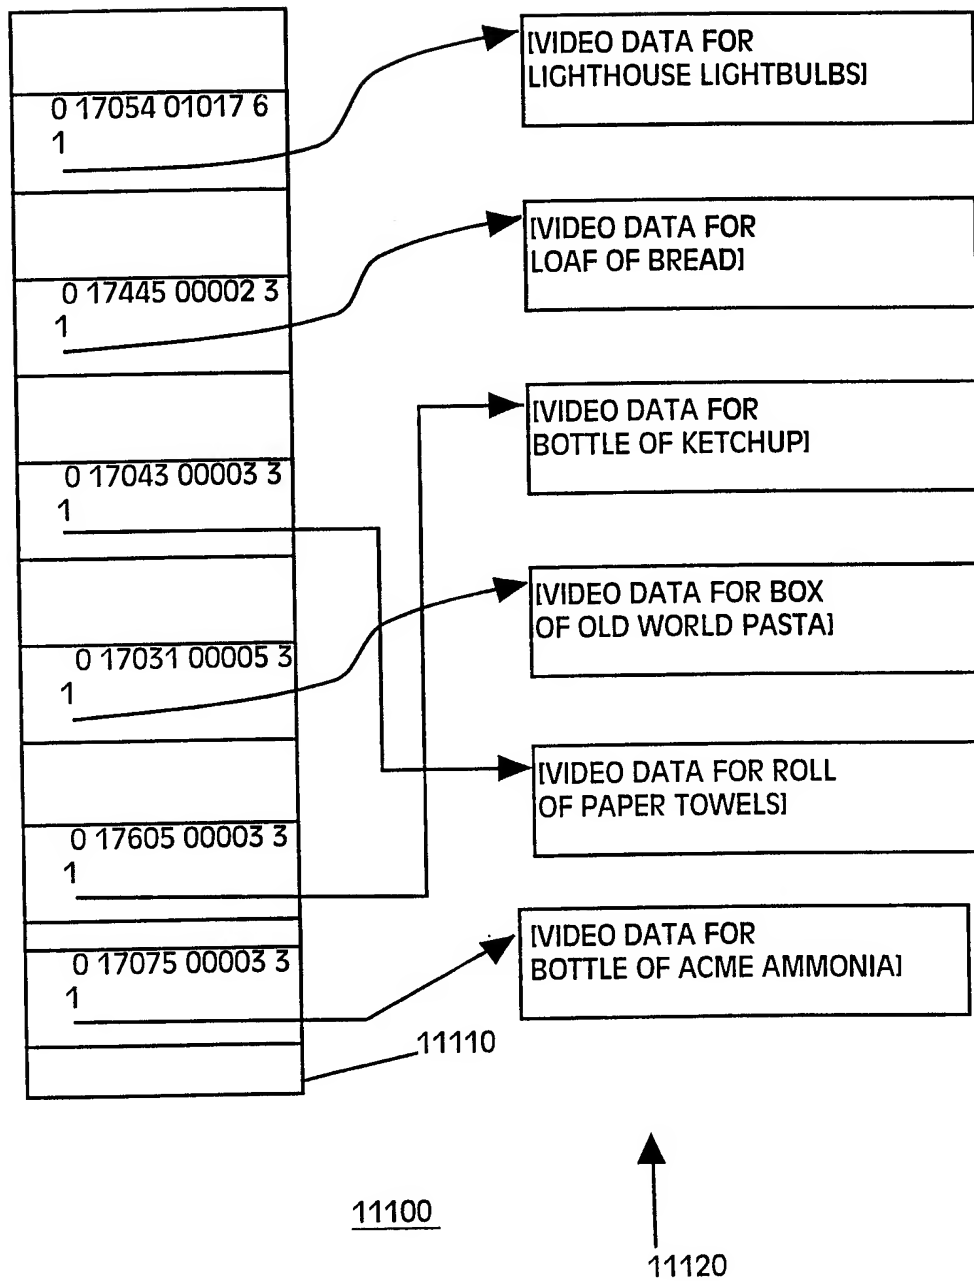 0 17054 01017 6
1
0 17445 00002 3
1
0 17043 00003 3
1
0 17031 00005 3
1
0 17605 00003 3
1
0 17075 00003 3
1
[VIDEO DATA FOR
LIGHTHOUSE LIGHTBULBS]
[VIDEO DATA FOR
LOAF OF BREAD]
[VIDEO DATA FOR
BOTTLE OF KETCHUP]
[VIDEO DATA FOR BOX
OF OLD WORLD PASTA]
[VIDEO DATA FOR ROLL
OF PAPER TOWELS]
[VIDEO DATA FOR
BOTTLE OF ACME AMMONIA]
11110
11100
11120